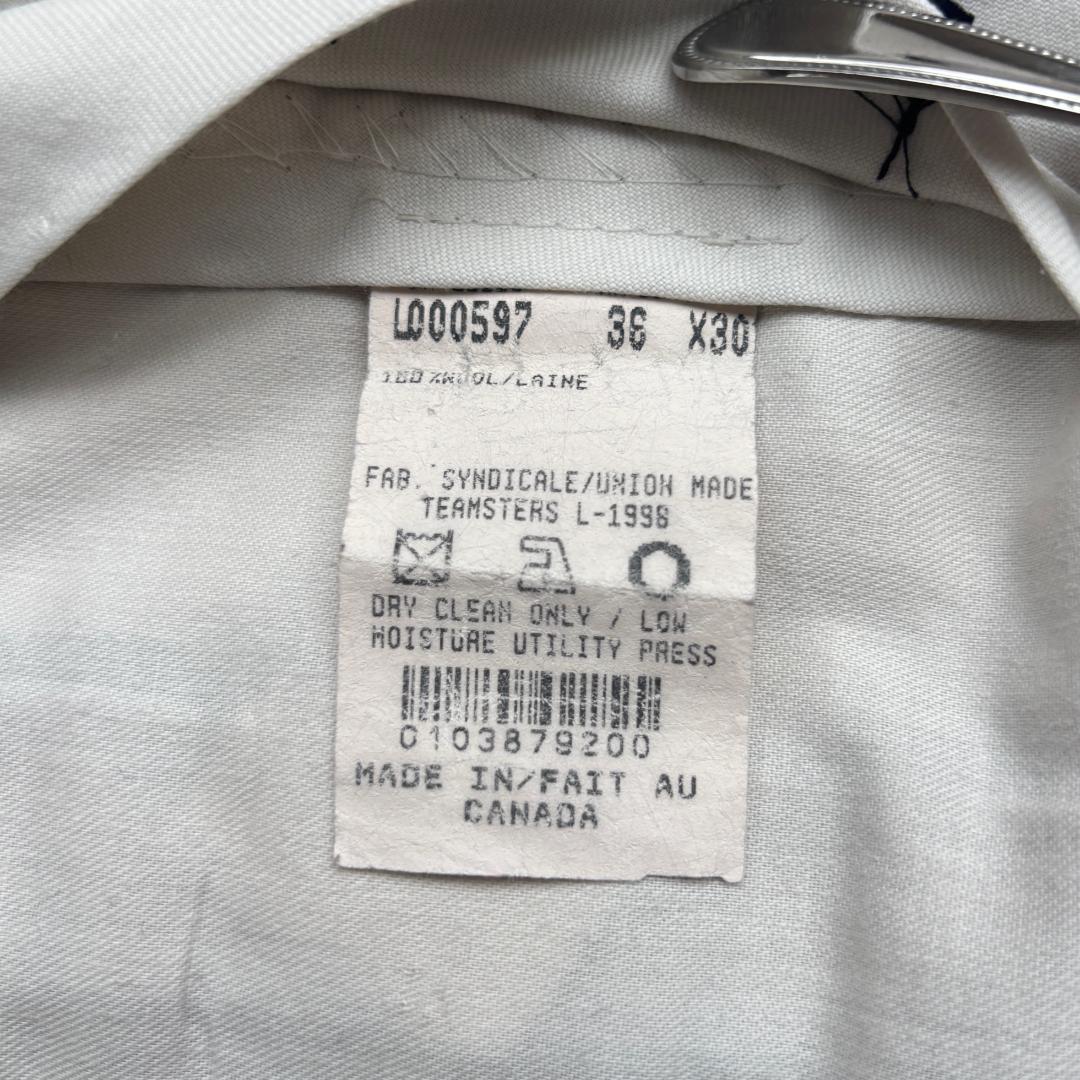 L000597 36 X30
100%WOOL/LAINE
FAB. SYNDICALE/UNION MADE
TEAMSTERS L-1998
DRY CLEAN ONLY / LOW
MOISTURE UTILITY PRESS
0103879200
MADE IN/FAIT AU
CANADA